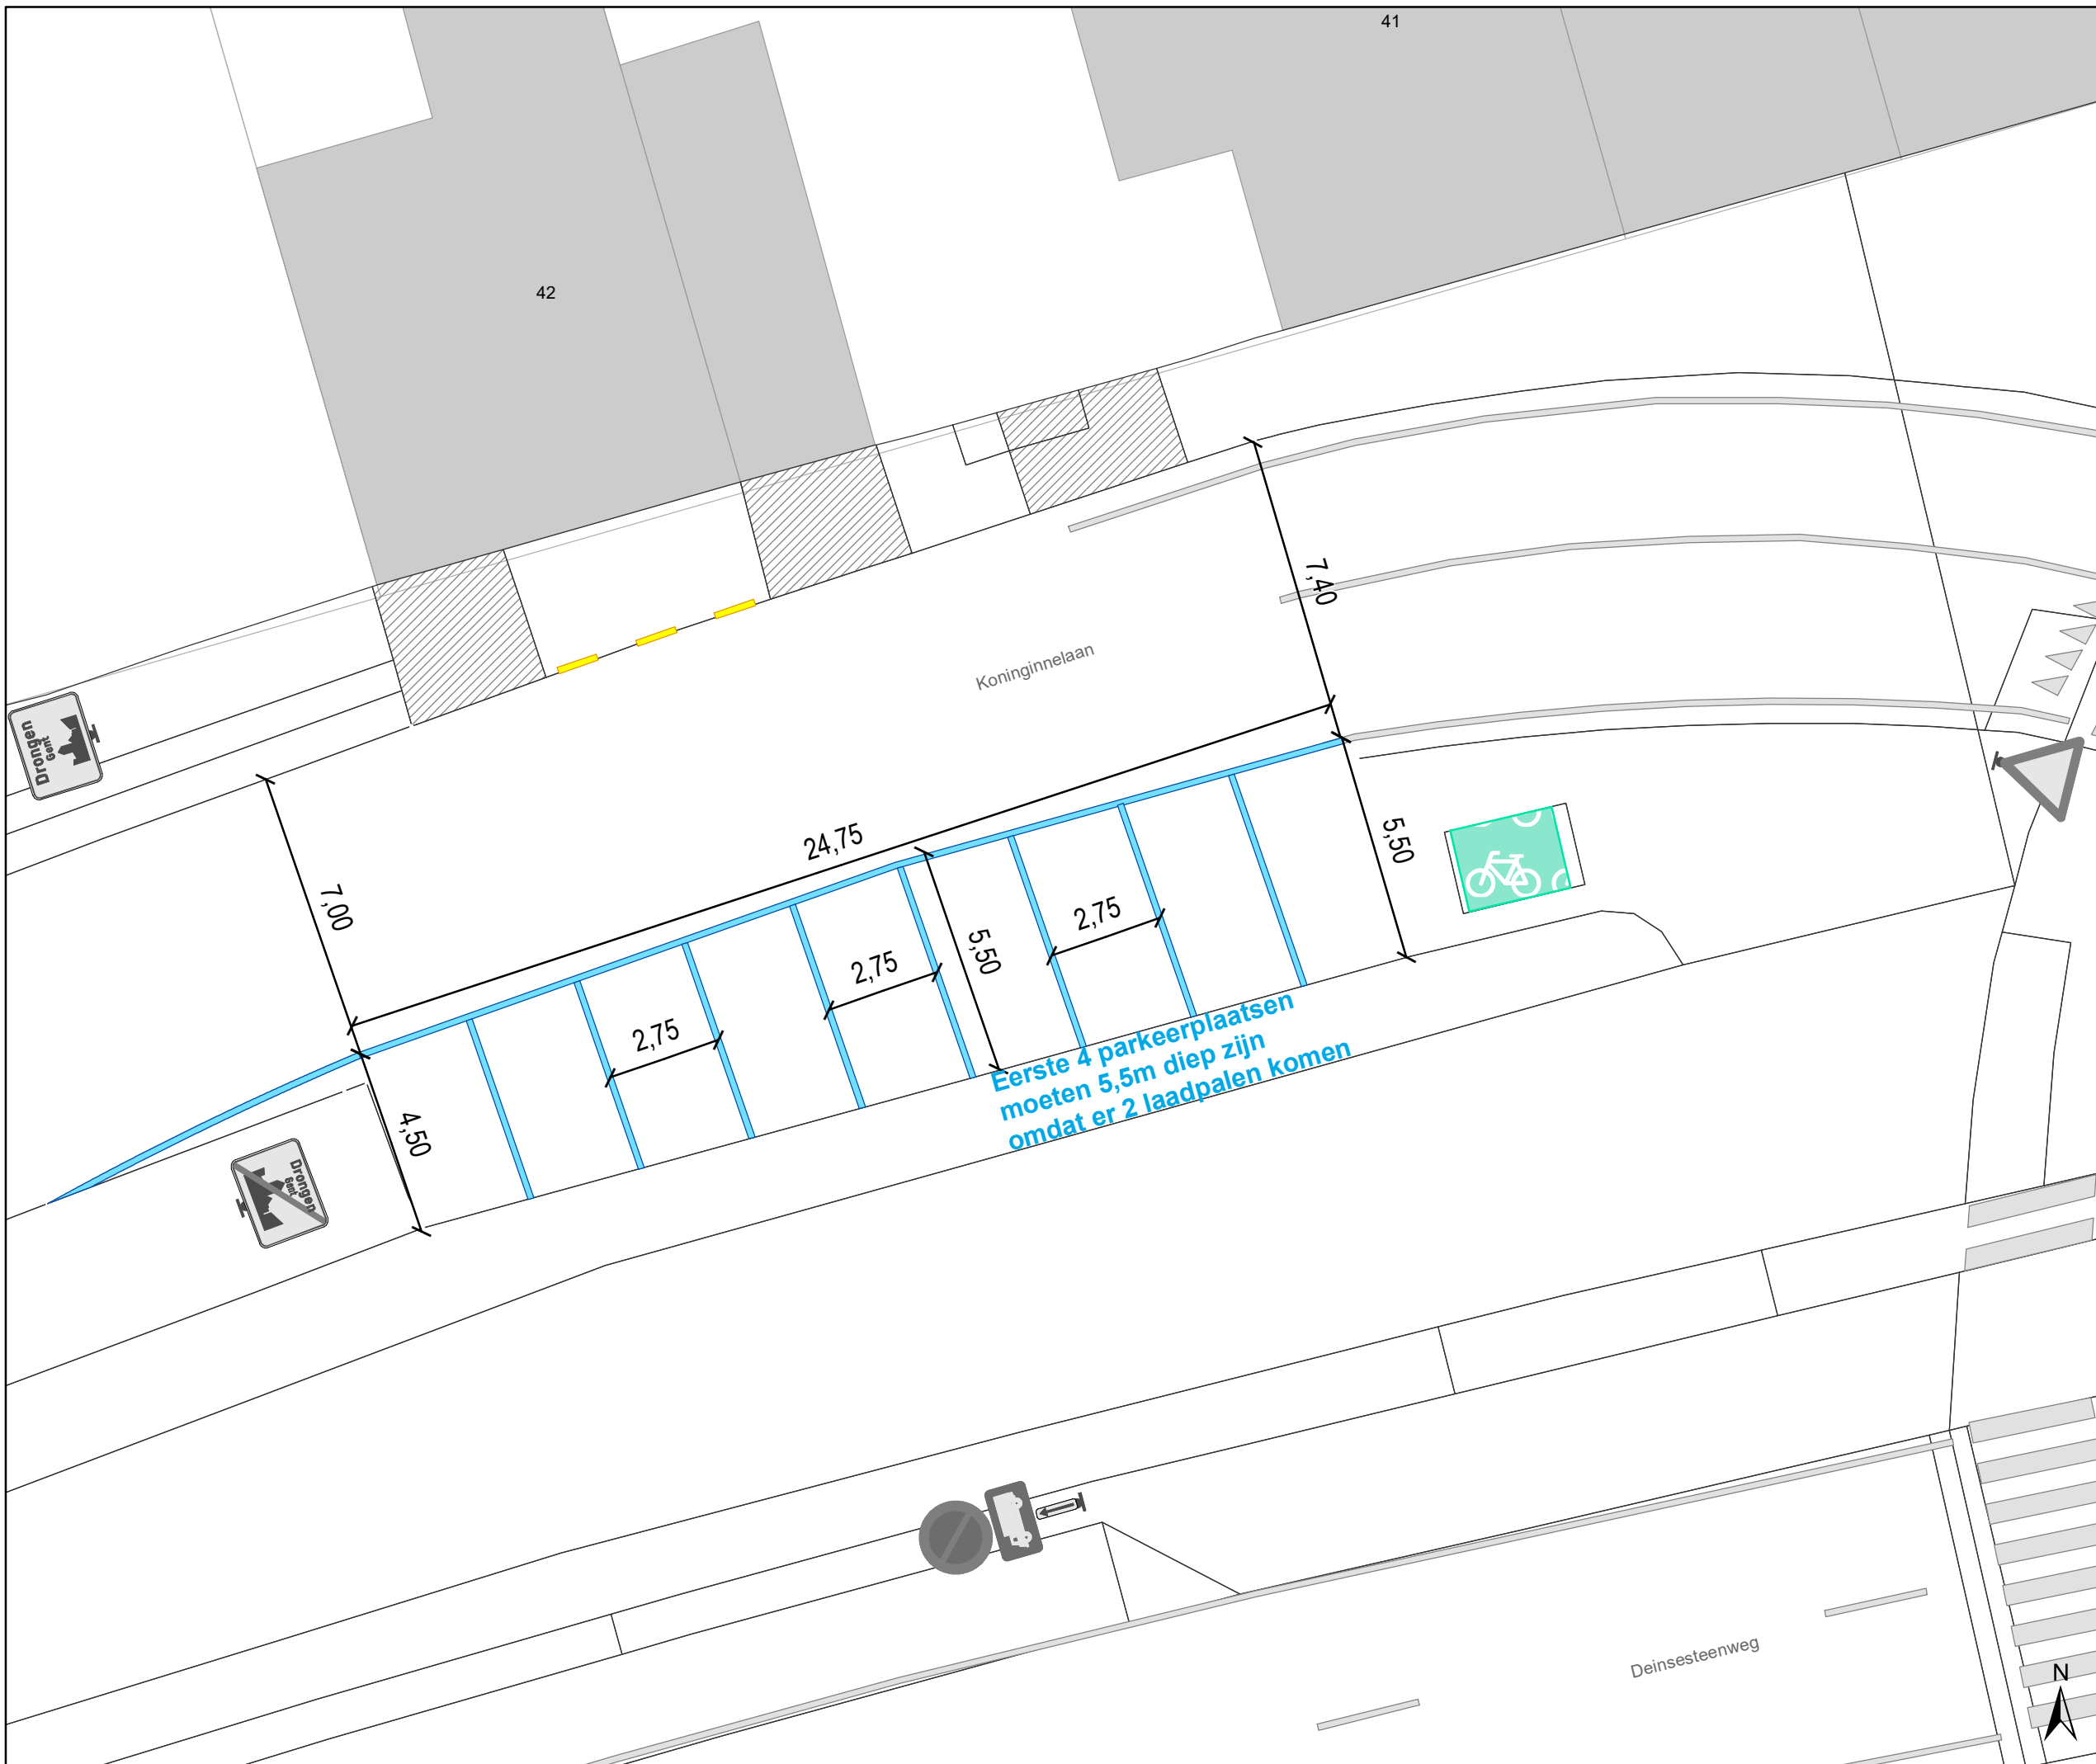 41
42
Drongen
Gent
7,40
Koninginnelaan
24,75
7,00
5,50
2,75
2,75
5,50
2,75
4,50
Drongen
Gent
Eerste 4 parkeerplaatsen
moeten 5,5m diep zijn
omdat er 2 laadpalen komen
Deinsesteenweg
N